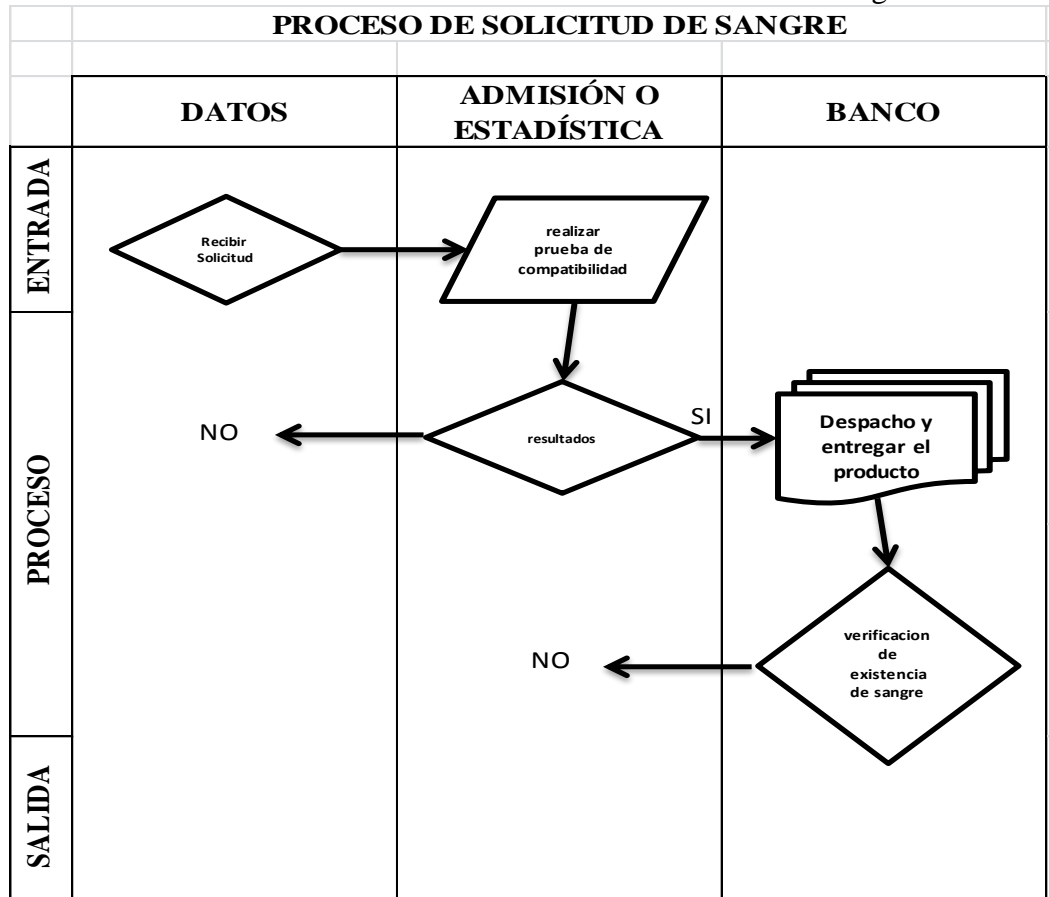 PROCESO DE SOLICITUD DE SANGRE
DATOS
ADMISIÓN O
ESTADÍSTICA
BANCO
ENTRADA
Recibir
Solicitud
realizar
prueba de
compatibilidad
PROCESO
NO
resultados
SI
Despacho y
entregar el
producto
NO
verificacion
de
existencia
de sangre
SALIDA